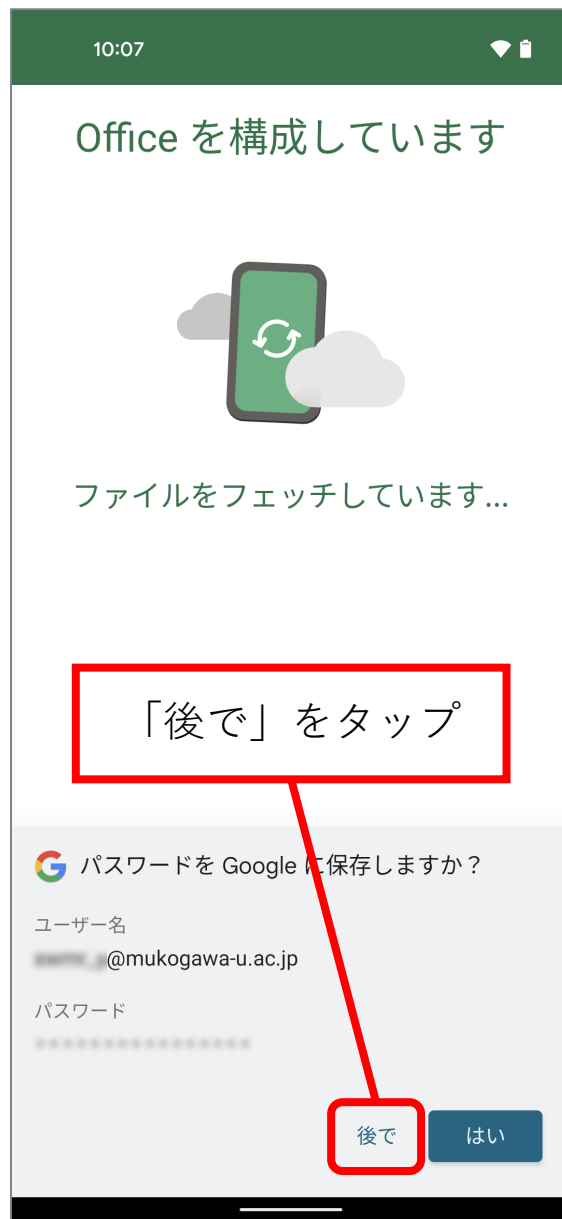 10:07
Office を構成しています
ファイルをフェッチしています...
「後で」をタップ
パスワードを Google に保存しますか？
ユーザー名
@mukogawa-u.ac.jp
パスワード
後で
はい